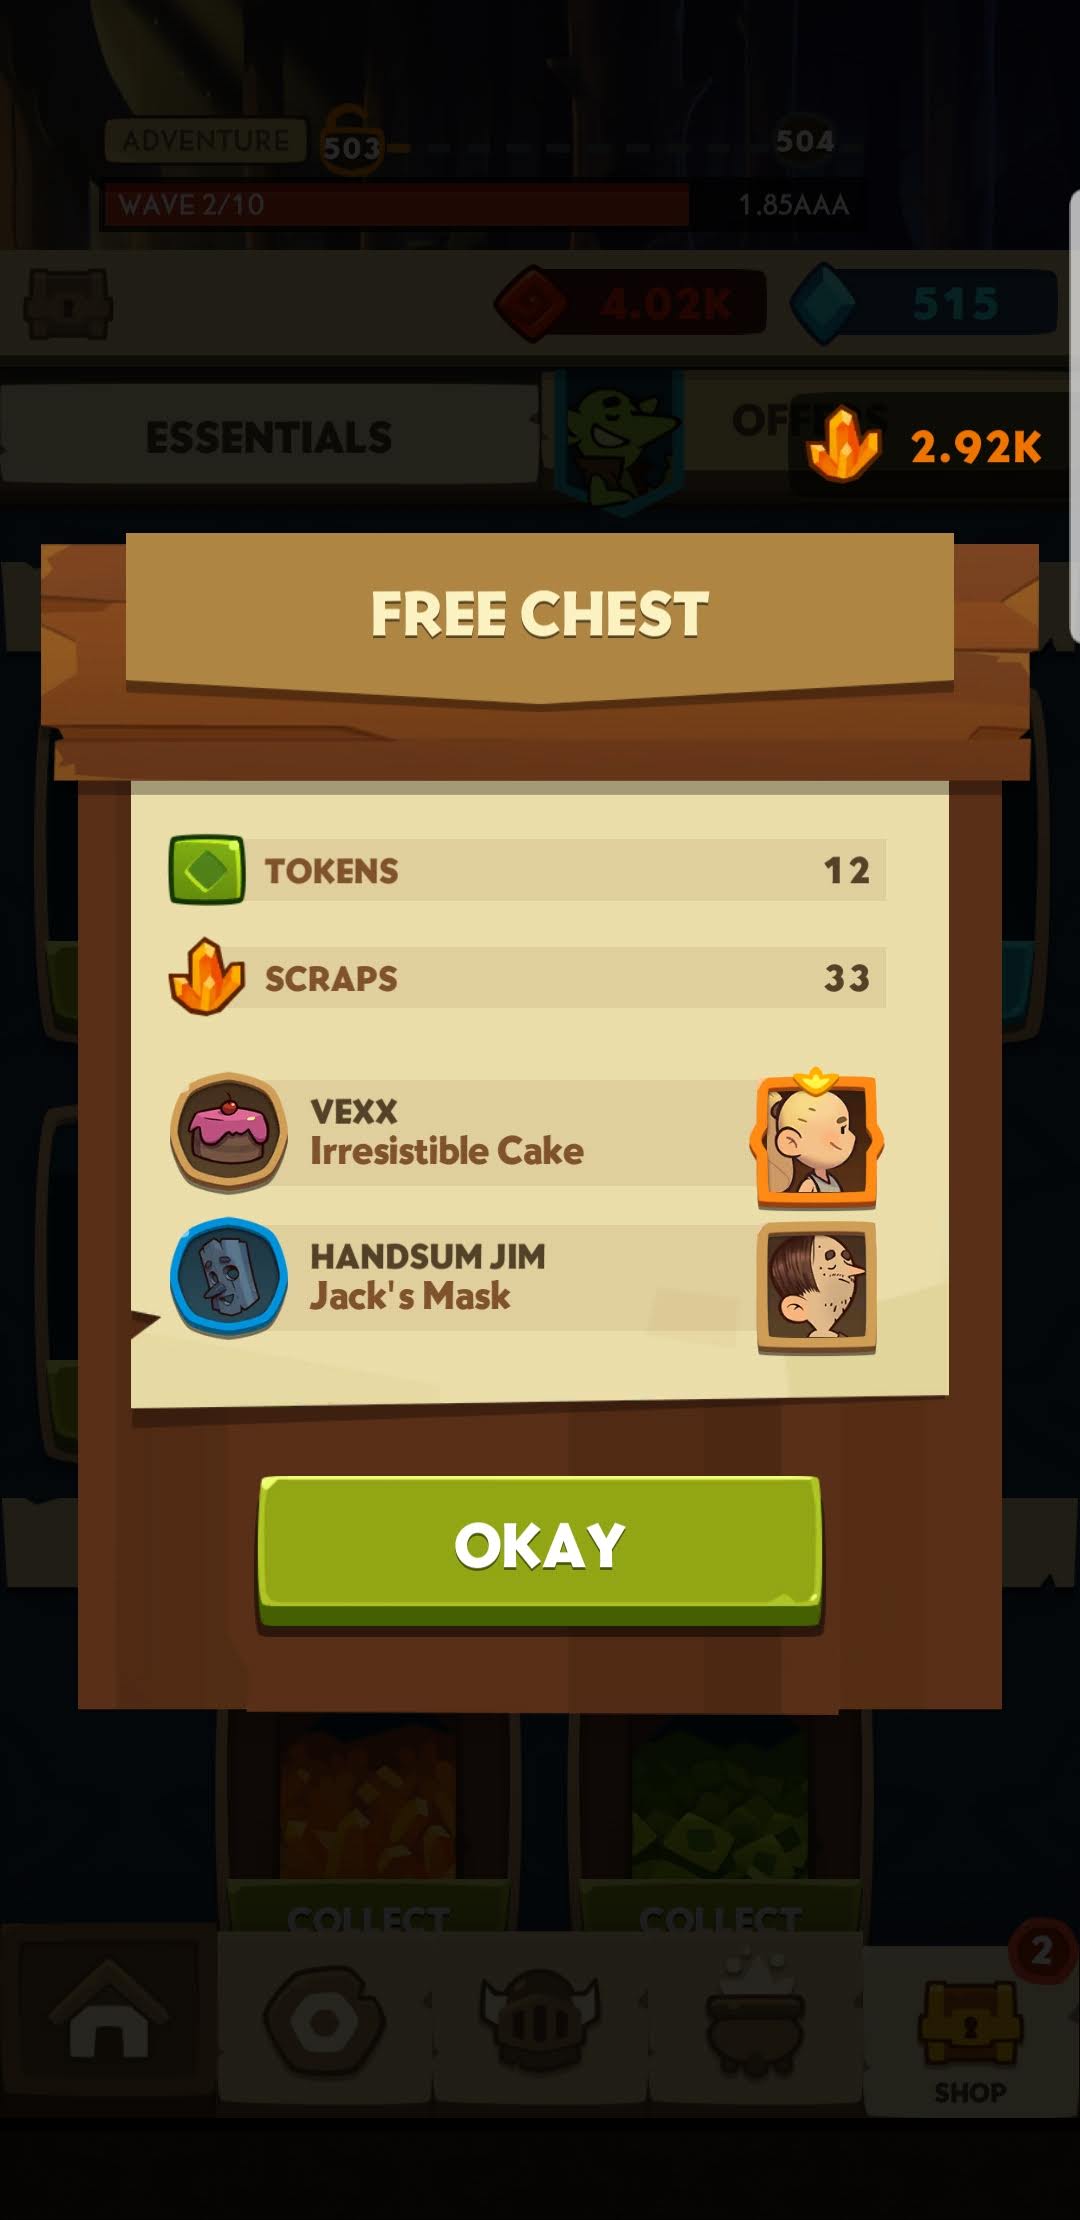 ADVENTURE
503
504
WAVE 2/10
1.85AAA
4.02K
515
ESSENTIALS
OFFERS
2.92K
FREE CHEST
TOKENS
12
SCRAPS
33
VEXX
Irresistible Cake
HANDSUM JIM
Jack's Mask
OKAY
COLLECT
COLLECT
2
SHOP